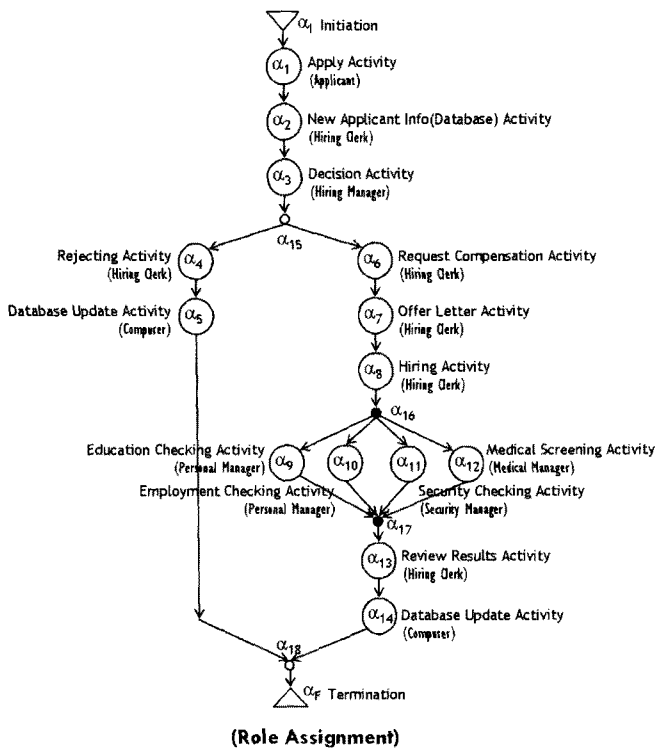 αI Initiation
α1 Apply Activity
(Applicant)
α2 New Applicant Info(Database) Activity
(Hiring Clerk)
α3 Decision Activity
(Hiring Manager)
α15
Rejecting Activity α4
(Hiring Clerk)
α6 Request Compensation Activity
(Hiring Clerk)
Database Update Activity α5
(Compuser)
α7 Offer Letter Activity
(Hiring Clerk)
α8 Hiring Activity
(Hiring Clerk)
α16
Education Checking Activity α9
(Personal Manager)
α10
α11
α12 Medical Screening Activity
(Medical Manager)
Employment Checking Activity
(Personal Manager)
Security Checking Activity
(Security Manager)
α17
α13 Review Results Activity
(Hiring Clerk)
α14 Database Update Activity
(Compuser)
α18
αF Termination
(Role Assignment)